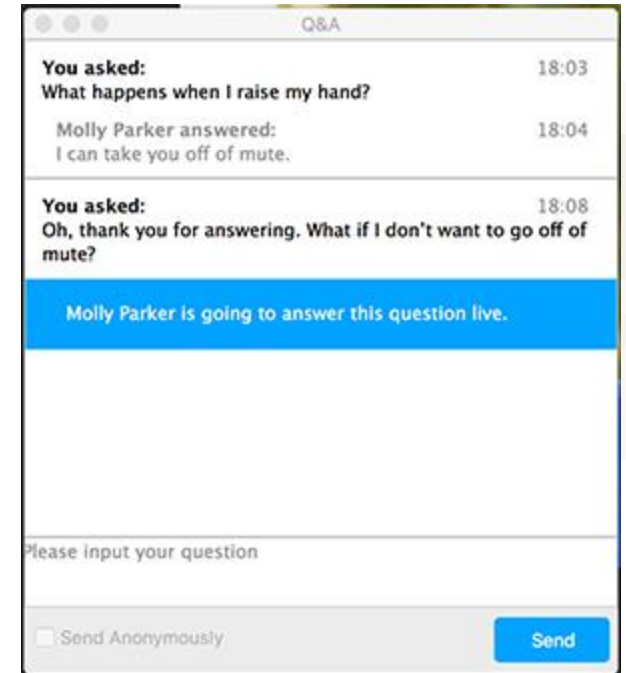 Q&A
You asked: 18:03
What happens when I raise my hand?
Molly Parker answered: 18:04
I can take you off of mute.
You asked: 18:08
Oh, thank you for answering. What if I don't want to go off of
mute?
Molly Parker is going to answer this question live.
Please input your question
Send Anonymously
Send